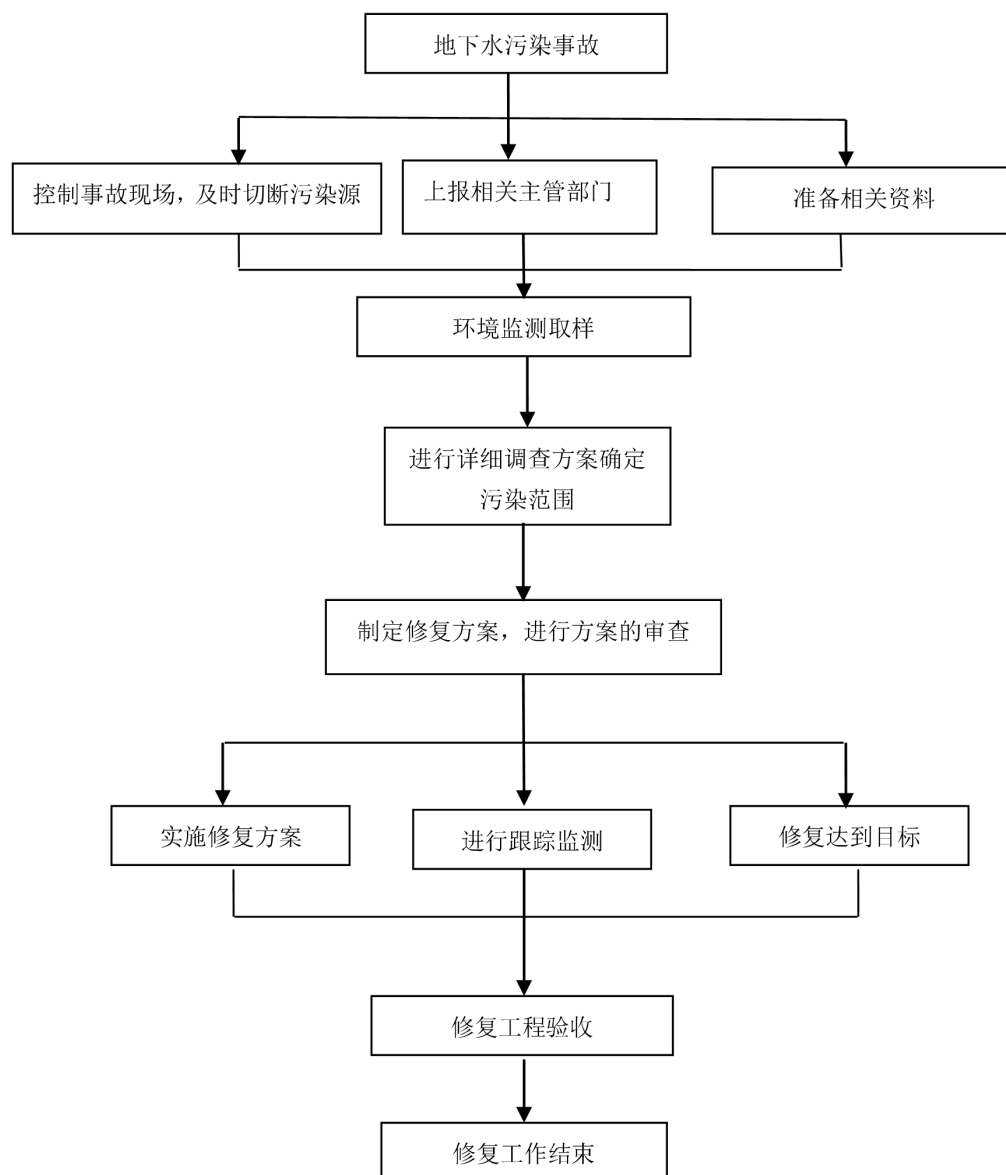 地下水污染事故
控制事故现场，及时切断污染源
上报相关主管部门
准备相关资料
环境监测取样
进行详细调查方案确定
污染范围
制定修复方案，进行方案的审查
实施修复方案
进行跟踪监测
修复达到目标
修复工程验收
修复工作结束